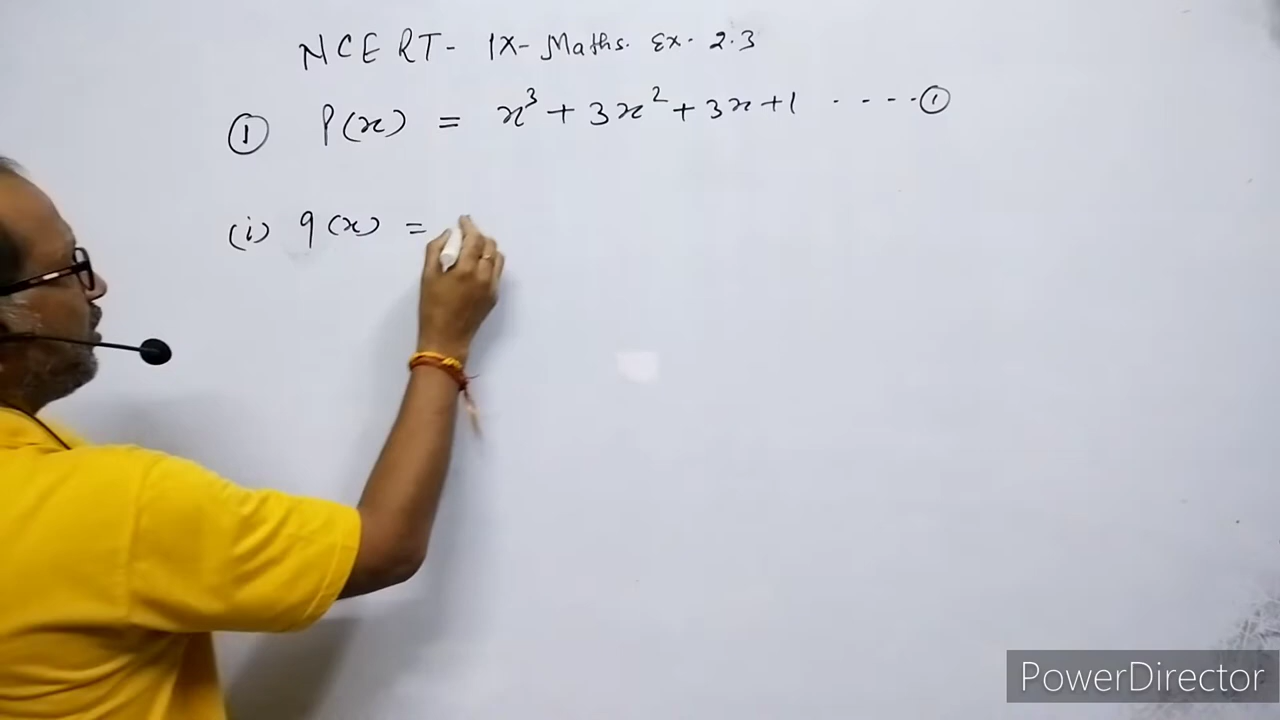 NCERT- IX- Maths. Ex. 2.3
① P(x) = x³ + 3x² + 3x + 1 ----①
(i) q(x) =
PowerDirector